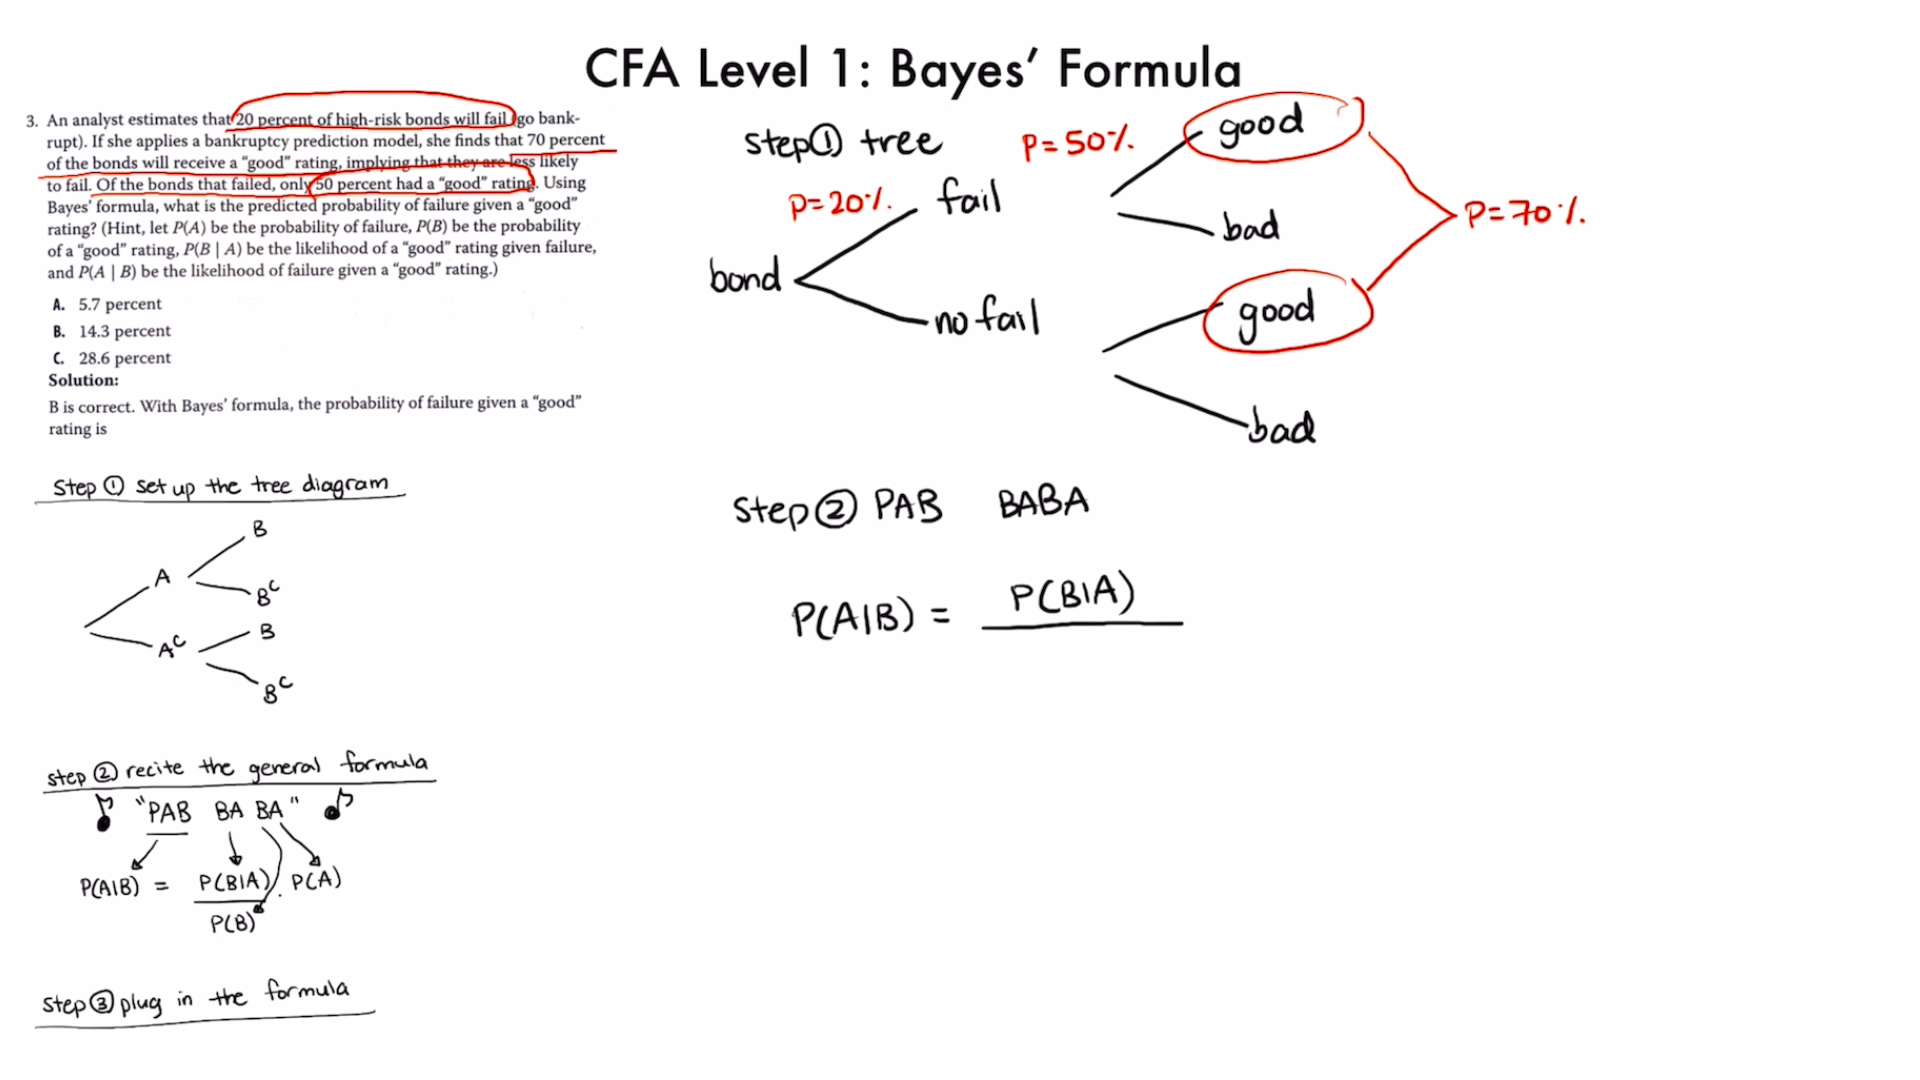 CFA Level 1: Bayes' Formula
3. An analyst estimates that 20 percent of high-risk bonds will fail (go bank-
rupt). If she applies a bankruptcy prediction model, she finds that 70 percent
of the bonds will receive a “good” rating, implying that they are less likely
to fail. Of the bonds that failed, only 50 percent had a “good” rating. Using
Bayes' formula, what is the predicted probability of failure given a “good”
rating? (Hint, let P(A) be the probability of failure, P(B) be the probability
of a “good” rating, P(B | A) be the likelihood of a “good” rating given failure,
and P(A | B) be the likelihood of failure given a “good” rating.)
A. 5.7 percent
B. 14.3 percent
C. 28.6 percent
Solution:
B is correct. With Bayes' formula, the probability of failure given a “good”
rating is
Step ① set up the tree diagram
B
A
Bᶜ
B
Aᶜ
Bᶜ
step ② recite the general formula
"PAB BA BA"
P(A|B) = P(B|A) . P(A)
P(B)
step ③ plug in the formula
step ① tree
P=50%
good
P=20%
fail
bad
P=70%
bond
good
no fail
bad
Step ② PAB BABA
P(A|B) = P(B|A)